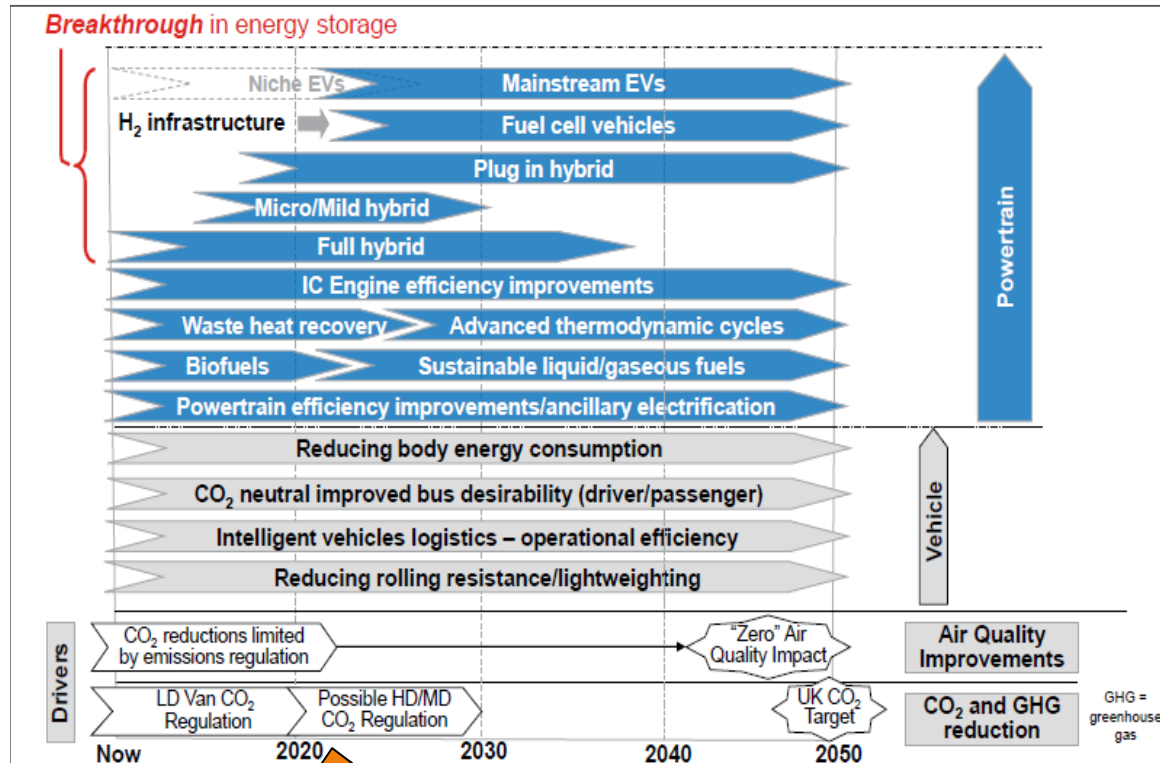 Breakthrough in energy storage
Niche EVs
Mainstream EVs
H₂ infrastructure
Fuel cell vehicles
Plug in hybrid
Micro/Mild hybrid
Full hybrid
IC Engine efficiency improvements
Waste heat recovery
Advanced thermodynamic cycles
Biofuels
Sustainable liquid/gaseous fuels
Powertrain efficiency improvements/ancillary electrification
Powertrain
Reducing body energy consumption
CO₂ neutral improved bus desirability (driver/passenger)
Intelligent vehicles logistics – operational efficiency
Reducing rolling resistance/lightweighting
Vehicle
Drivers
CO₂ reductions limited
by emissions regulation
"Zero" Air
Quality Impact
Air Quality
Improvements
LD Van CO₂
Regulation
Possible HD/MD
CO₂ Regulation
UK CO₂
Target
CO₂ and GHG
reduction
GHG =
greenhouse
gas
Now
2020
2030
2040
2050